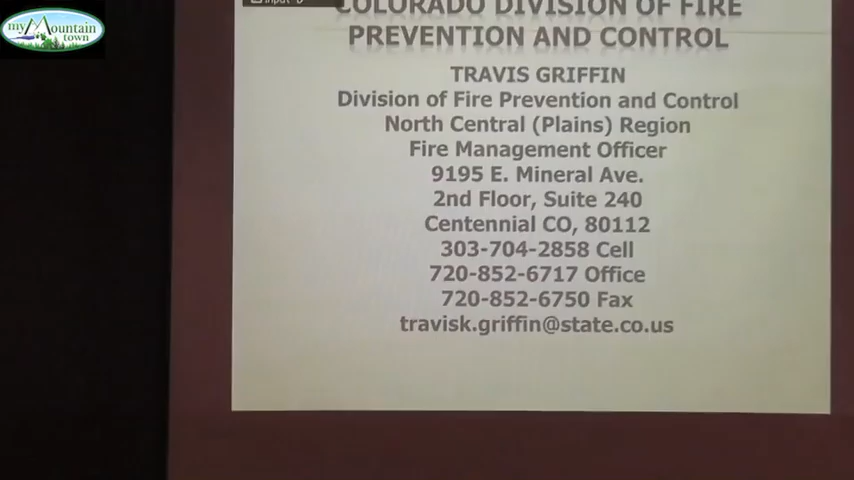 my Mountain
town
Input
COLORADO DIVISION OF FIRE
PREVENTION AND CONTROL
TRAVIS GRIFFIN
Division of Fire Prevention and Control
North Central (Plains) Region
Fire Management Officer
9195 E. Mineral Ave.
2nd Floor, Suite 240
Centennial CO, 80112
303-704-2858 Cell
720-852-6717 Office
720-852-6750 Fax
travisk.griffin@state.co.us